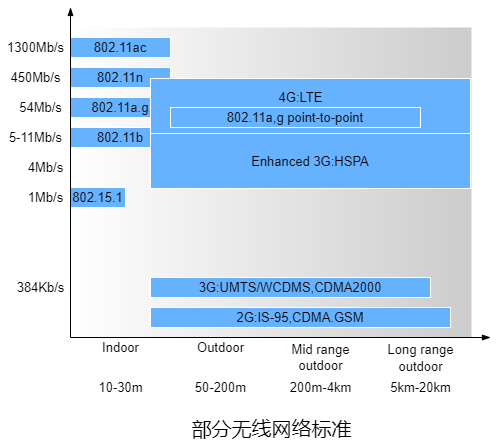 1300Mb/s 802.11ac
450Mb/s 802.11n
4G:LTE
54Mb/s 802.11a.g 802.11a,g point-to-point
5-11Mb/s 802.11b
Enhanced 3G:HSPA
4Mb/s
1Mb/s 802.15.1
384Kb/s 3G:UMTS/WCDMS,CDMA2000
2G:IS-95,CDMA.GSM
Indoor Outdoor Mid range Long range
outdoor outdoor
10-30m 50-200m 200m-4km 5km-20km
部分无线网络标准